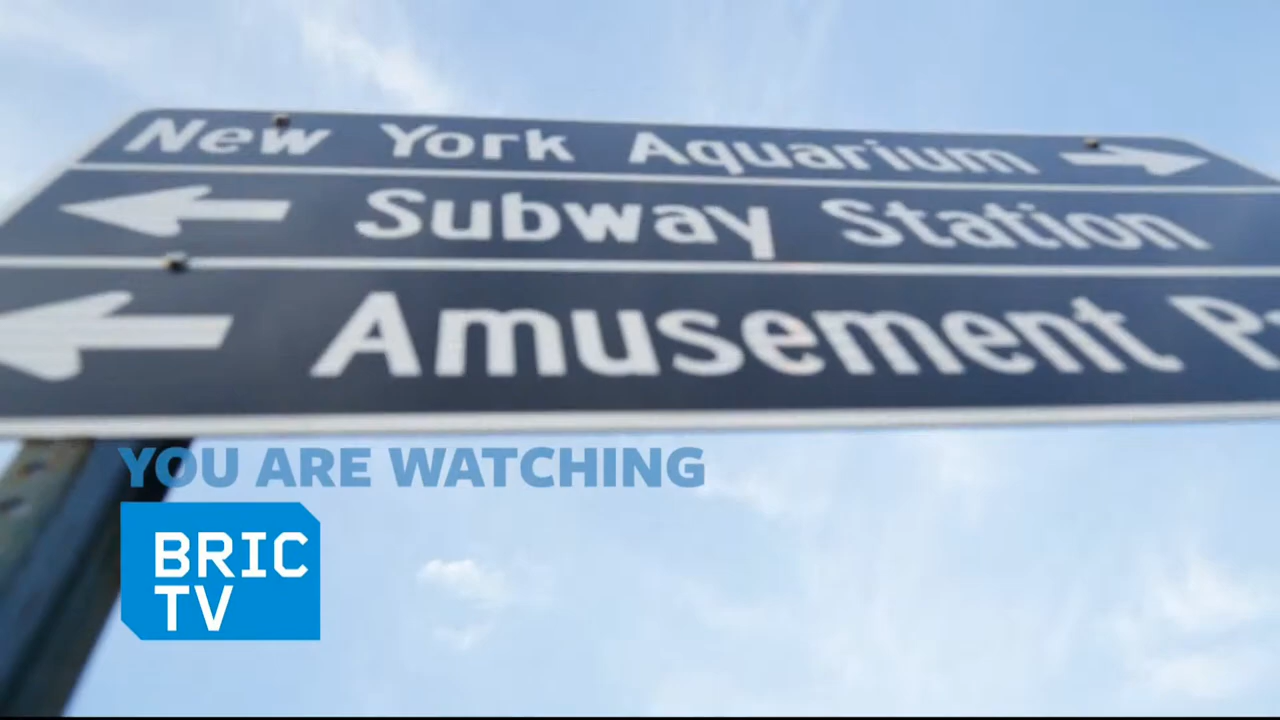 New York Aquarium
Subway Station
Amusement
YOU ARE WATCHING
BRIC
TV